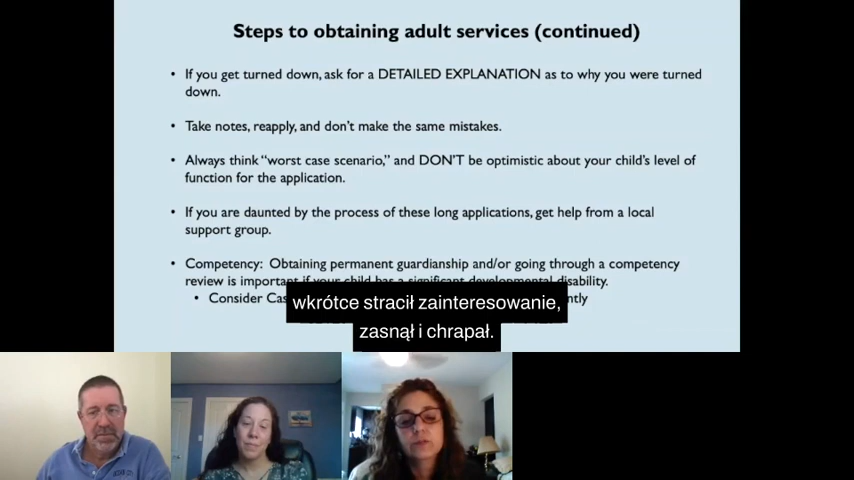 Steps to obtaining adult services (continued)
• If you get turned down, ask for a DETAILED EXPLANATION as to why you were turned
down.
• Take notes, reapply, and don't make the same mistakes.
• Always think "worst case scenario," and DON'T be optimistic about your child's level of
function for the application.
• If you are daunted by the process of these long applications, get help from a local
support group.
• Competency: Obtaining permanent guardianship and/or going through a competency
review is important if your child has a significant developmental disability.
• Consider
wkrótce stracił zainteresowanie,
zasnął i chrapał.